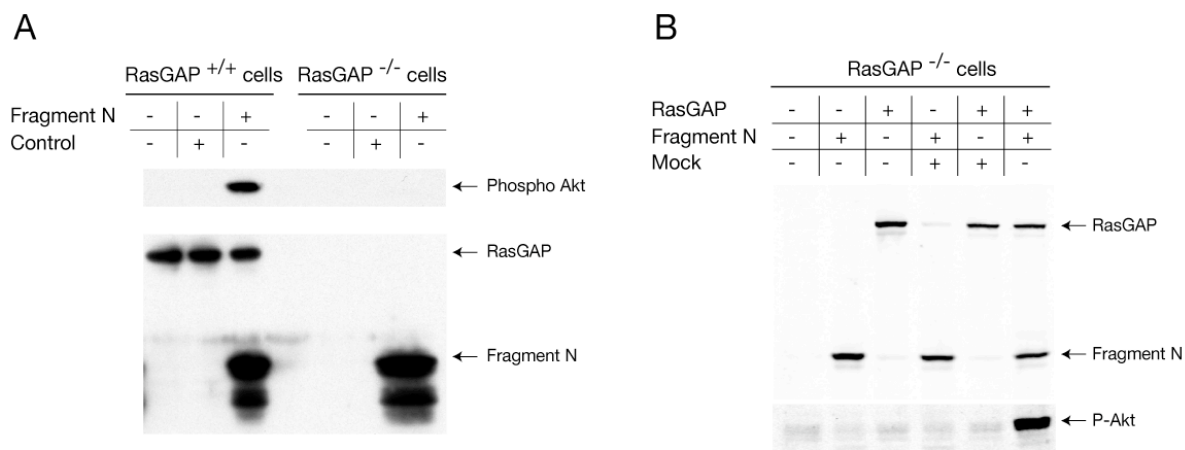 A
RasGAP +/+ cells RasGAP -/- cells
Fragment N - - + - - +
Control - + - - + -
← Phospho Akt
← RasGAP
← Fragment N
B
RasGAP -/- cells
RasGAP - - + - + +
Fragment N - + - + - +
Mock - - - + + -
← RasGAP
← Fragment N
← P-Akt